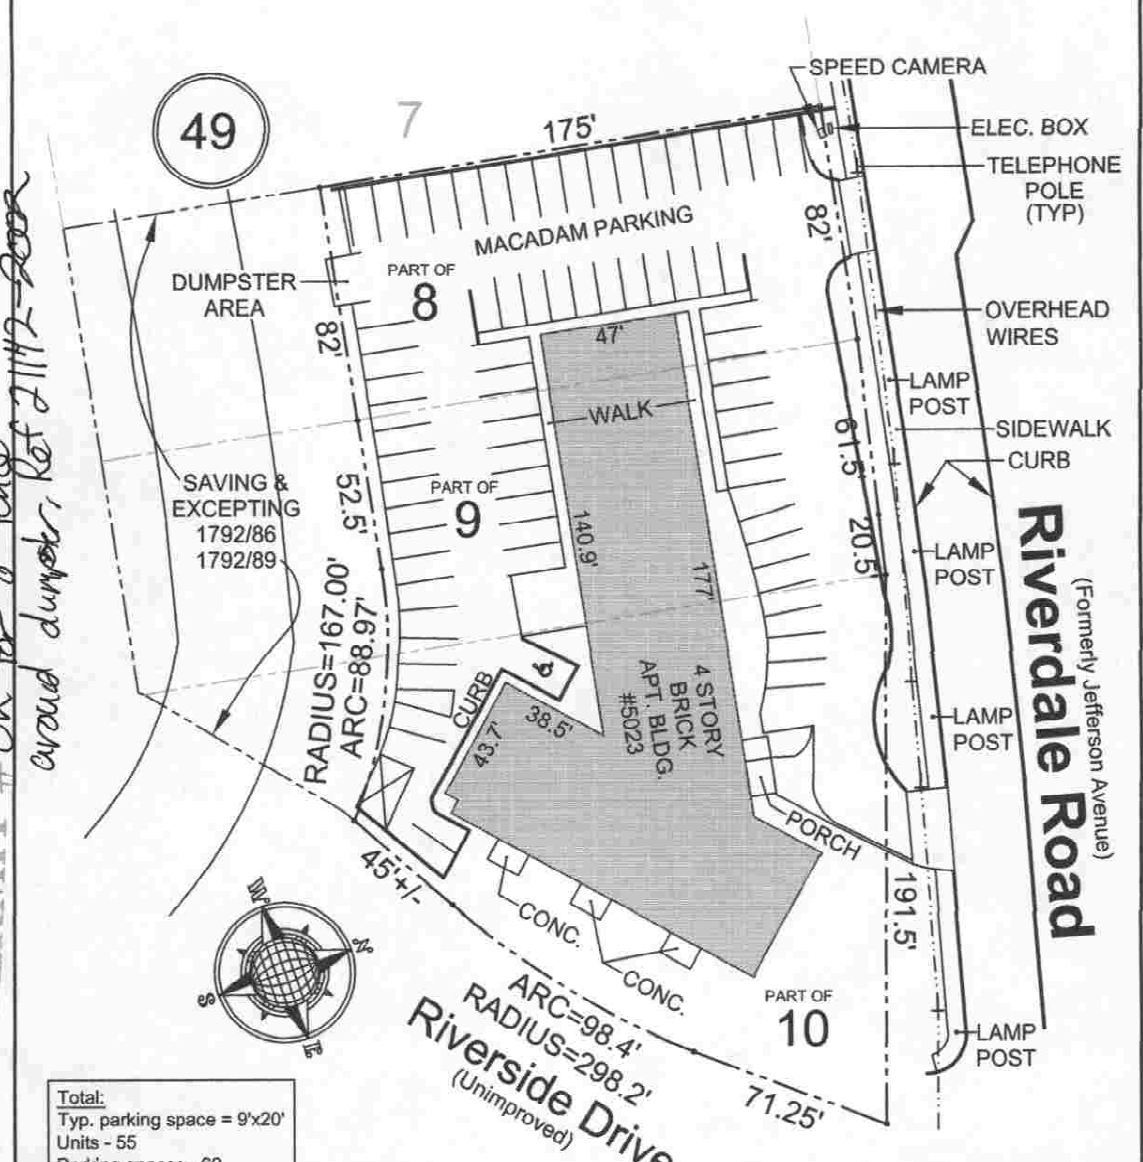 SPEED CAMERA
49
7
175'
ELEC. BOX
TELEPHONE
POLE
(TYP)
82'
MACADAM PARKING
DUMPSTER
AREA
PART OF
8
OVERHEAD
WIRES
82'
47'
LAMP
POST
WALK
SIDEWALK
CURB
61.5'
SAVING &
EXCEPTING
1792/86
1792/89
52.5'
PART OF
9
140.9'
20.5'
LAMP
POST
177'
Riverdale Road
(Formerly Jefferson Avenue)
RADIUS=167.00'
ARC=88.97'
CURB
38.5'
43.7'
4 STORY
BRICK
APT. BLDG.
#5023
LAMP
POST
PORCH
45'+/-
191.5'
CONC.
CONC.
W
N
S
E
ARC=98.4'
RADIUS=298.2'
Riverside Drive
(Unimproved)
PART OF
10
LAMP
POST
71.25'
Total:
Typ. parking space = 9'x20'
Units - 55
around dumpster, Ref 21142-2002